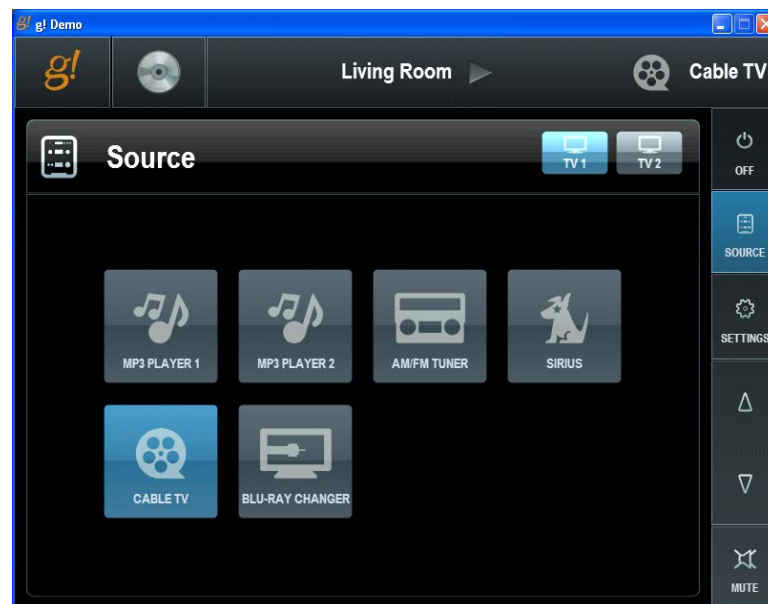 g! g! Demo
g!
Living Room
Cable TV
Source
TV 1
TV 2
OFF
SOURCE
SETTINGS
MP3 PLAYER 1
MP3 PLAYER 2
AM/FM TUNER
SIRIUS
CABLE TV
BLU-RAY CHANGER
MUTE